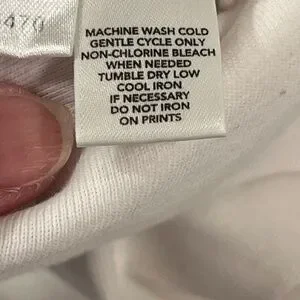 470
MACHINE WASH COLD
GENTLE CYCLE ONLY
NON-CHLORINE BLEACH
WHEN NEEDED
TUMBLE DRY LOW
COOL IRON
IF NECESSARY
DO NOT IRON
ON PRINTS